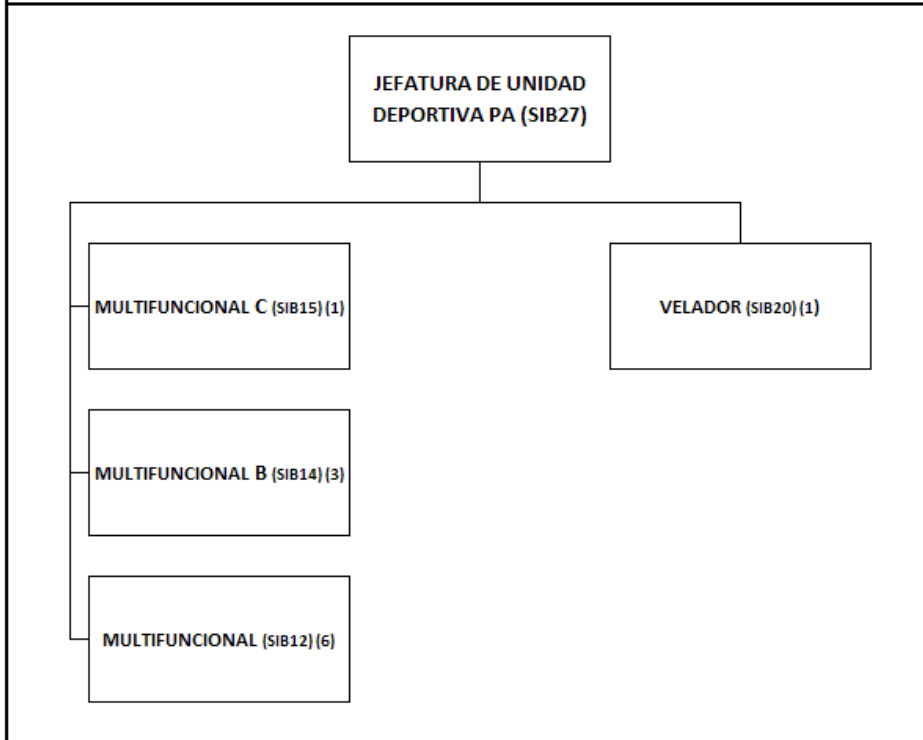 JEFATURA DE UNIDAD
DEPORTIVA PA (SIB27)
MULTIFUNCIONAL C (SIB15) (1)
VELADOR (SIB20) (1)
MULTIFUNCIONAL B (SIB14) (3)
MULTIFUNCIONAL (SIB12) (6)